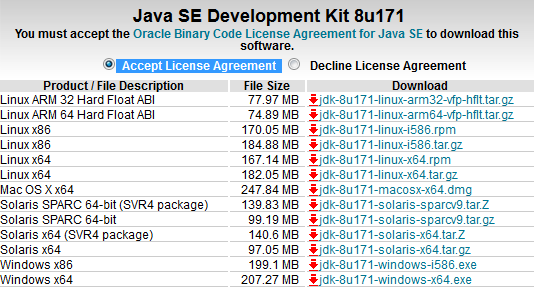 Java SE Development Kit 8u171
You must accept the Oracle Binary Code License Agreement for Java SE to download this
software.
Accept License Agreement Decline License Agreement
Product / File Description File Size Download
Linux ARM 32 Hard Float ABI 77.97 MB jdk-8u171-linux-arm32-vfp-hflt.tar.gz
Linux ARM 64 Hard Float ABI 74.89 MB jdk-8u171-linux-arm64-vfp-hflt.tar.gz
Linux x86 170.05 MB jdk-8u171-linux-i586.rpm
Linux x86 184.88 MB jdk-8u171-linux-i586.tar.gz
Linux x64 167.14 MB jdk-8u171-linux-x64.rpm
Linux x64 182.05 MB jdk-8u171-linux-x64.tar.gz
Mac OS X x64 247.84 MB jdk-8u171-macosx-x64.dmg
Solaris SPARC 64-bit (SVR4 package) 139.83 MB jdk-8u171-solaris-sparcv9.tar.Z
Solaris SPARC 64-bit 99.19 MB jdk-8u171-solaris-sparcv9.tar.gz
Solaris x64 (SVR4 package) 140.6 MB jdk-8u171-solaris-x64.tar.Z
Solaris x64 97.05 MB jdk-8u171-solaris-x64.tar.gz
Windows x86 199.1 MB jdk-8u171-windows-i586.exe
Windows x64 207.27 MB jdk-8u171-windows-x64.exe